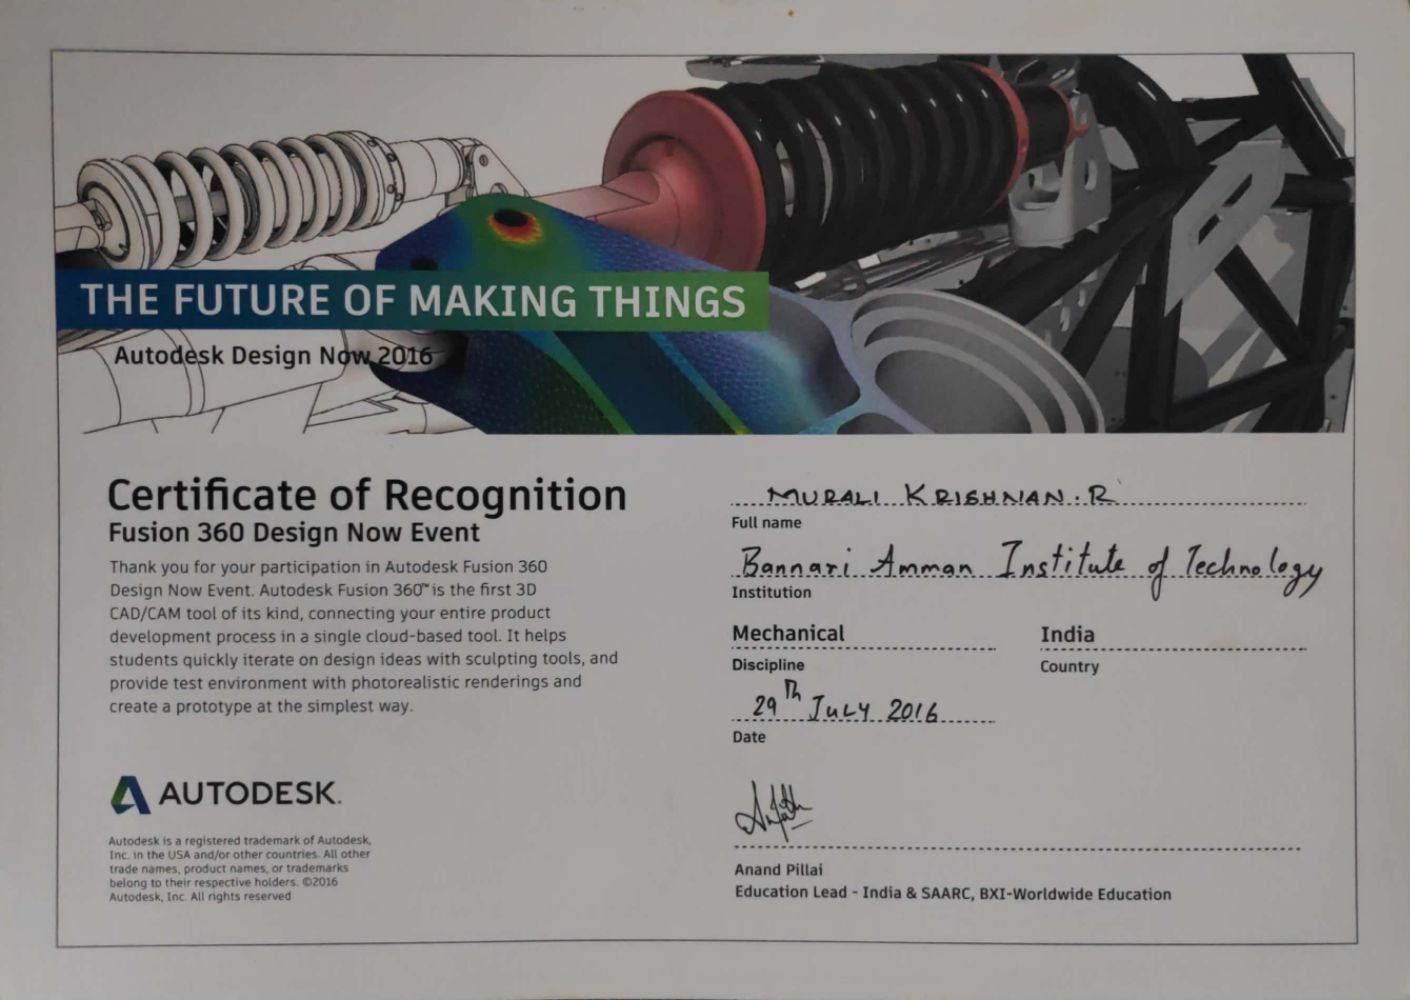 THE FUTURE OF MAKING THINGS
Autodesk Design Now 2016
Certificate of Recognition
Fusion 360 Design Now Event
Thank you for your participation in Autodesk Fusion 360
Design Now Event. Autodesk Fusion 360™ is the first 3D
CAD/CAM tool of its kind, connecting your entire product
development process in a single cloud-based tool. It helps
students quickly iterate on design ideas with sculpting tools, and
provide test environment with photorealistic renderings and
create a prototype at the simplest way.
AUTODESK.
Autodesk is a registered trademark of Autodesk,
Inc. in the USA and/or other countries. All other
trade names, product names, or trademarks
belong to their respective holders. ©2016
Autodesk, Inc. All rights reserved
MURALI KRISHNAN.R
Full name
Bannari Amman Institute of Technology
Institution
Mechanical India
Discipline Country
29Th JULY 2016
Date
Anand Pillai
Education Lead - India & SAARC, BXI-Worldwide Education